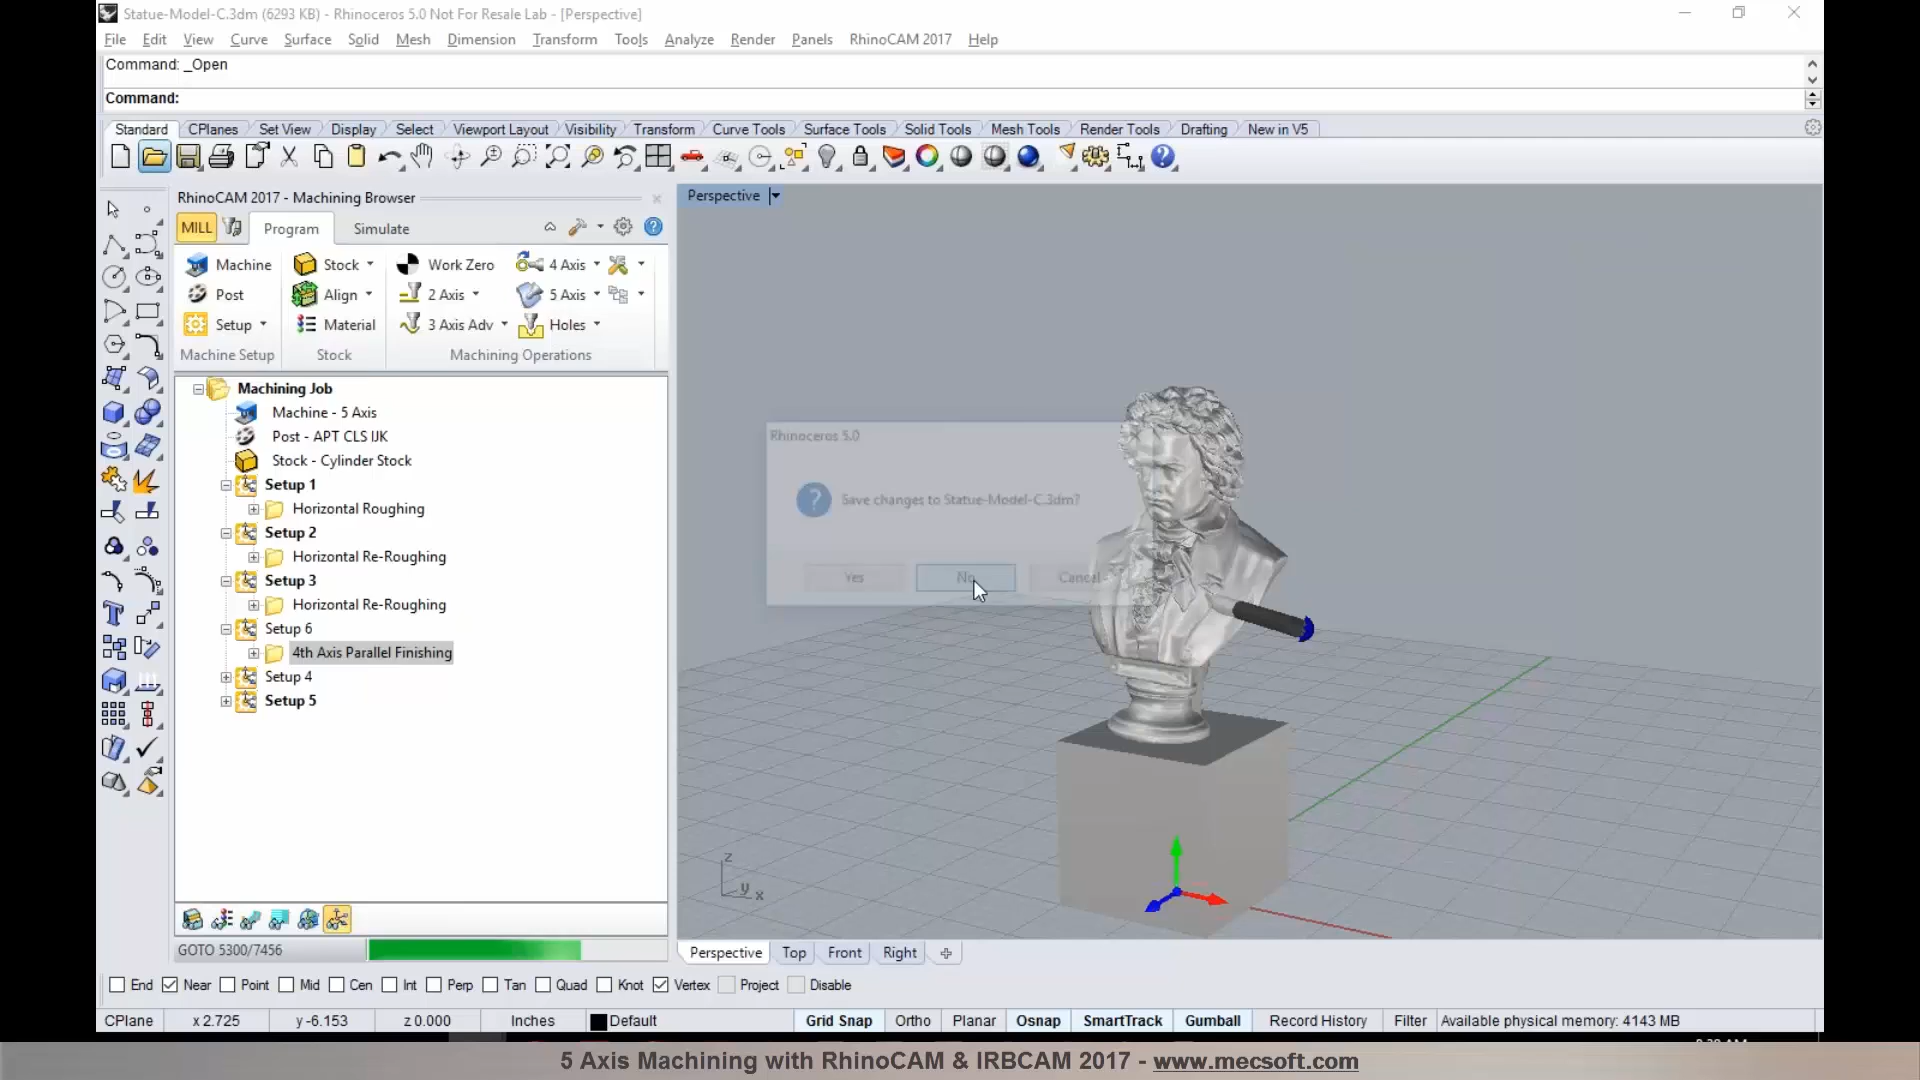 Statue-Model-C.3dm (6293 KB) - Rhinoceros 5.0 Not For Resale Lab - [Perspective]
File Edit View Curve Surface Solid Mesh Dimension Transform Tools Analyze Render Panels RhinoCAM 2017 Help
Command: _Open
Command:
Standard CPlanes Set View Display Select Viewport Layout Visibility Transform Curve Tools Surface Tools Solid Tools Mesh Tools Render Tools Drafting New in V5
RhinoCAM 2017 - Machining Browser
Perspective
MILL Program Simulate
Machine Stock Work Zero 4 Axis
Post Align 2 Axis 5 Axis
Setup Material 3 Axis Adv Holes
Machine Setup Stock Machining Operations
Machining Job
Machine - 5 Axis
Post - APT CLS IJK
Stock - Cylinder Stock
Setup 1
Horizontal Roughing
Setup 2
Horizontal Re-Roughing
Setup 3
Horizontal Re-Roughing
Setup 6
4th Axis Parallel Finishing
Setup 4
Setup 5
Rhinoceros 5.0
Save changes to Statue-Model-C.3dm?
Yes No Cancel
z
y x
GOTO 5300/7456
Perspective Top Front Right
End Near Point Mid Cen Int Perp Tan Quad Knot Vertex Project Disable
CPlane x 2.725 y -6.153 z 0.000 Inches Default Grid Snap Ortho Planar Osnap SmartTrack Gumball Record History Filter Available physical memory: 4143 MB
5 Axis Machining with RhinoCAM & IRBCAM 2017 - www.mecsoft.com